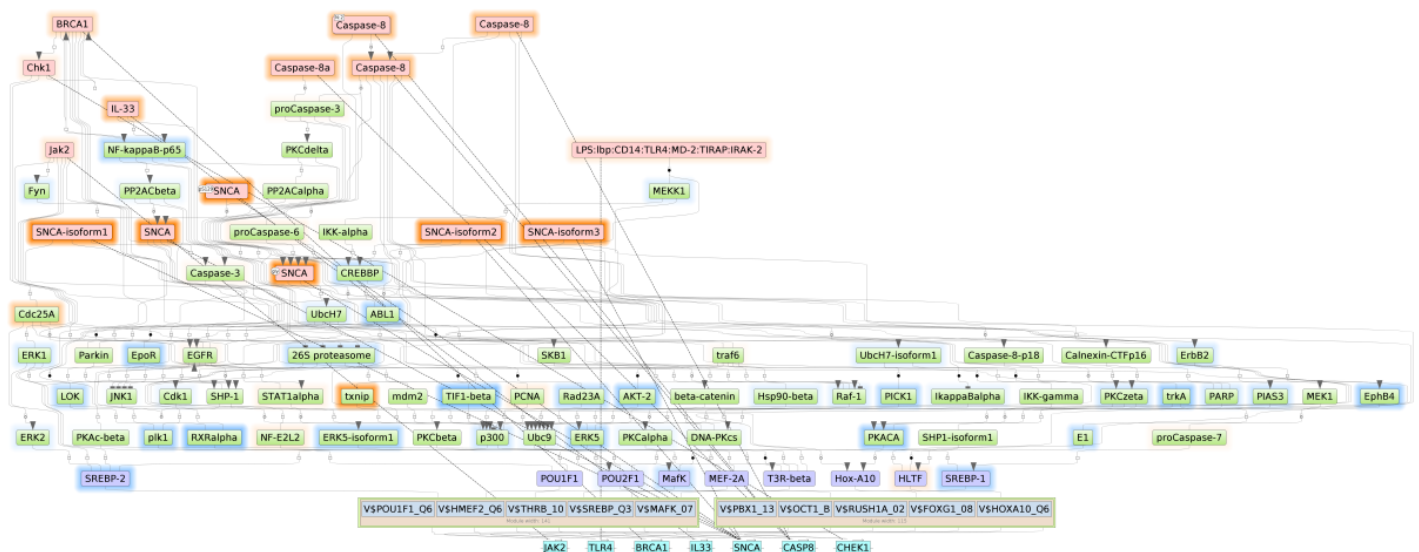 BRCA1
Caspase-8
Caspase-8
Chk1
Caspase-8a
Caspase-8
IL-33
proCaspase-3
Jak2
NF-kappaB-p65
PKCdelta
LPS:lbp:CD14:TLR4:MD-2:TIRAP:IRAK-2
Fyn
PP2ACbeta
SNCA
PP2ACalpha
MEKK1
SNCA-isoform1
SNCA
proCaspase-6
IKK-alpha
SNCA-isoform2
SNCA-isoform3
Caspase-3
SNCA
CREBBP
Cdc25A
UbcH7
ABL1
ERK1
Parkin
EpoR
EGFR
26S proteasome
SKB1
traf6
UbcH7-isoform1
Caspase-8-p18
Calnexin-CTFp16
ErbB2
LOK
JNK1
Cdk1
SHP-1
STAT1alpha
txnip
mdm2
TIF1-beta
PCNA
Rad23A
AKT-2
beta-catenin
Hsp90-beta
Raf-1
PICK1
IkappaBalpha
IKK-gamma
PKCzeta
trkA
PARP
PIAS3
MEK1
EphB4
ERK2
PKAc-beta
plk1
RXRalpha
NF-E2L2
ERK5-isoform1
PKCbeta
p300
Ubc9
ERK5
PKCalpha
DNA-PKcs
PKACA
SHP1-isoform1
E1
proCaspase-7
SREBP-2
POU1F1
POU2F1
MafK
MEF-2A
T3R-beta
Hox-A10
HLTF
SREBP-1
V$POU1F1_Q6
V$HMEF2_Q6
V$THRB_10
V$SREBP_Q3
V$MAFK_07
V$PBX1_13
V$OCT1_B
V$RUSH1A_02
V$FOXG1_08
V$HOXA10_Q6
JAK2
TLR4
BRCA1
IL33
SNCA
CASP8
CHEK1